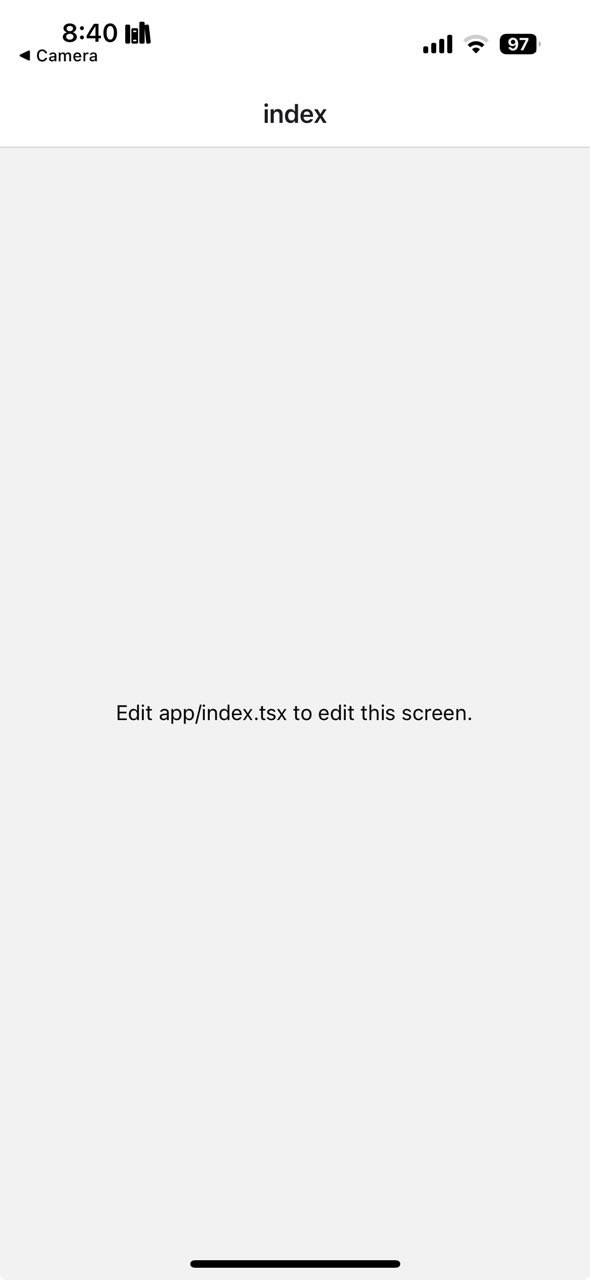 8:40
97
◀ Camera
index
Edit app/index.tsx to edit this screen.